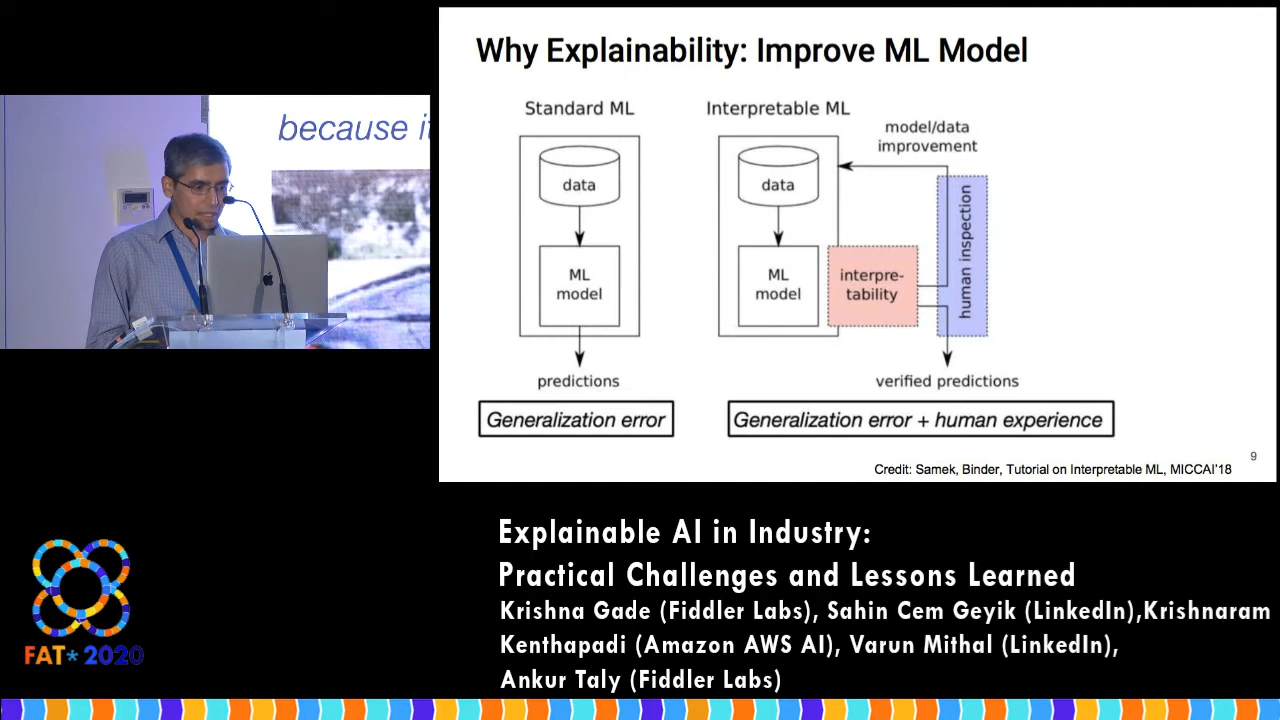 because it
Why Explainability: Improve ML Model
Standard ML
Interpretable ML
data
ML
model
predictions
Generalization error
data
ML
model
interpre-
tability
human inspection
model/data
improvement
verified predictions
Generalization error + human experience
9
Credit: Samek, Binder, Tutorial on Interpretable ML, MICCAI'18
Explainable AI in Industry:
Practical Challenges and Lessons Learned
Krishna Gade (Fiddler Labs), Sahin Cem Geyik (LinkedIn),Krishnaram
Kenthapadi (Amazon AWS AI), Varun Mithal (LinkedIn),
Ankur Taly (Fiddler Labs)
FAT* 2020